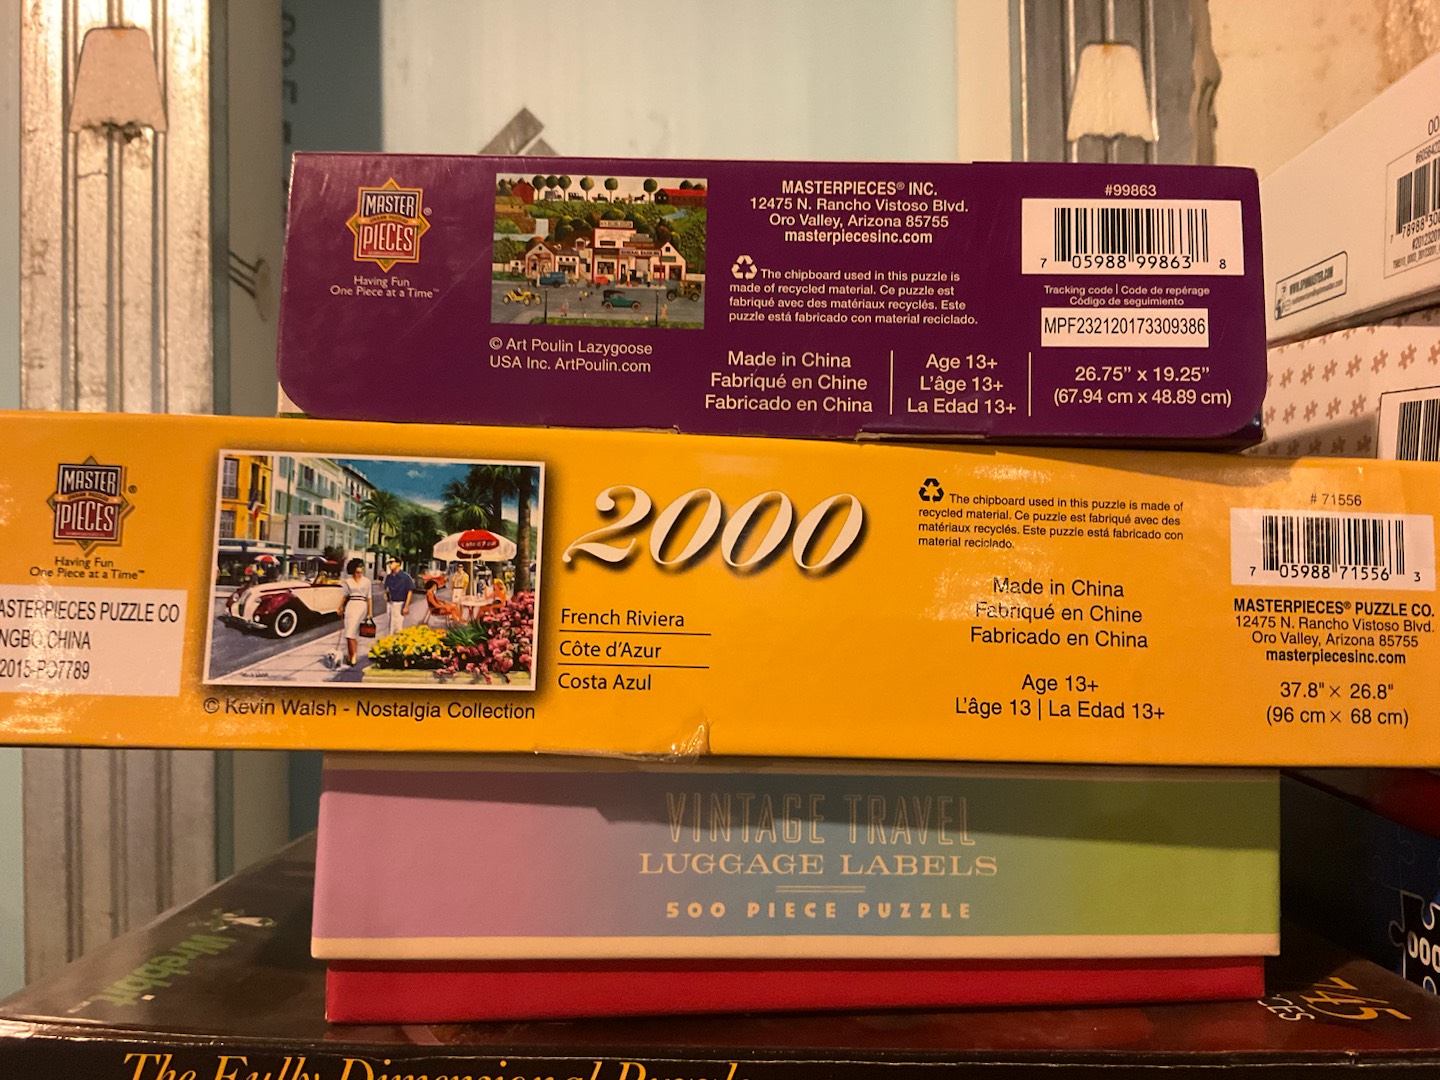 MASTER
PIECES
Having Fun
One Piece at a Time™
© Art Poulin Lazygoose
USA Inc. ArtPoulin.com
MASTERPIECES® INC.
12475 N. Rancho Vistoso Blvd.
Oro Valley, Arizona 85755
masterpiecesinc.com
The chipboard used in this puzzle is
made of recycled material. Ce puzzle est
fabriqué avec des matériaux recyclés. Este
puzzle está fabricado con material reciclado.
Made in China
Fabriqué en Chine
Fabricado en China
Age 13+
L'âge 13+
La Edad 13+
#99863
7 05988 99863 8
Tracking code | Code de repérage
Código de seguimiento
MPF232120173309386
26.75" x 19.25"
(67.94 cm x 48.89 cm)
MASTER
PIECES
Having Fun
One Piece at a Time™
ASTERPIECES PUZZLE CO
NGBO,CHINA
2015-PO7789
© Kevin Walsh - Nostalgia Collection
2000
French Riviera
Côte d'Azur
Costa Azul
The chipboard used in this puzzle is made of
recycled material. Ce puzzle est fabriqué avec des
matériaux recyclés. Este puzzle está fabricado con
material reciclado.
Made in China
Fabriqué en Chine
Fabricado en China
Age 13+
L'âge 13 | La Edad 13+
# 71556
7 05988 71556 3
MASTERPIECES® PUZZLE CO.
12475 N. Rancho Vistoso Blvd.
Oro Valley, Arizona 85755
masterpiecesinc.com
37.8" × 26.8"
(96 cm × 68 cm)
VINTAGE TRAVEL
LUGGAGE LABELS
500 PIECE PUZZLE
Wrebbit
745
The Fully Dimensional Puzzle
000